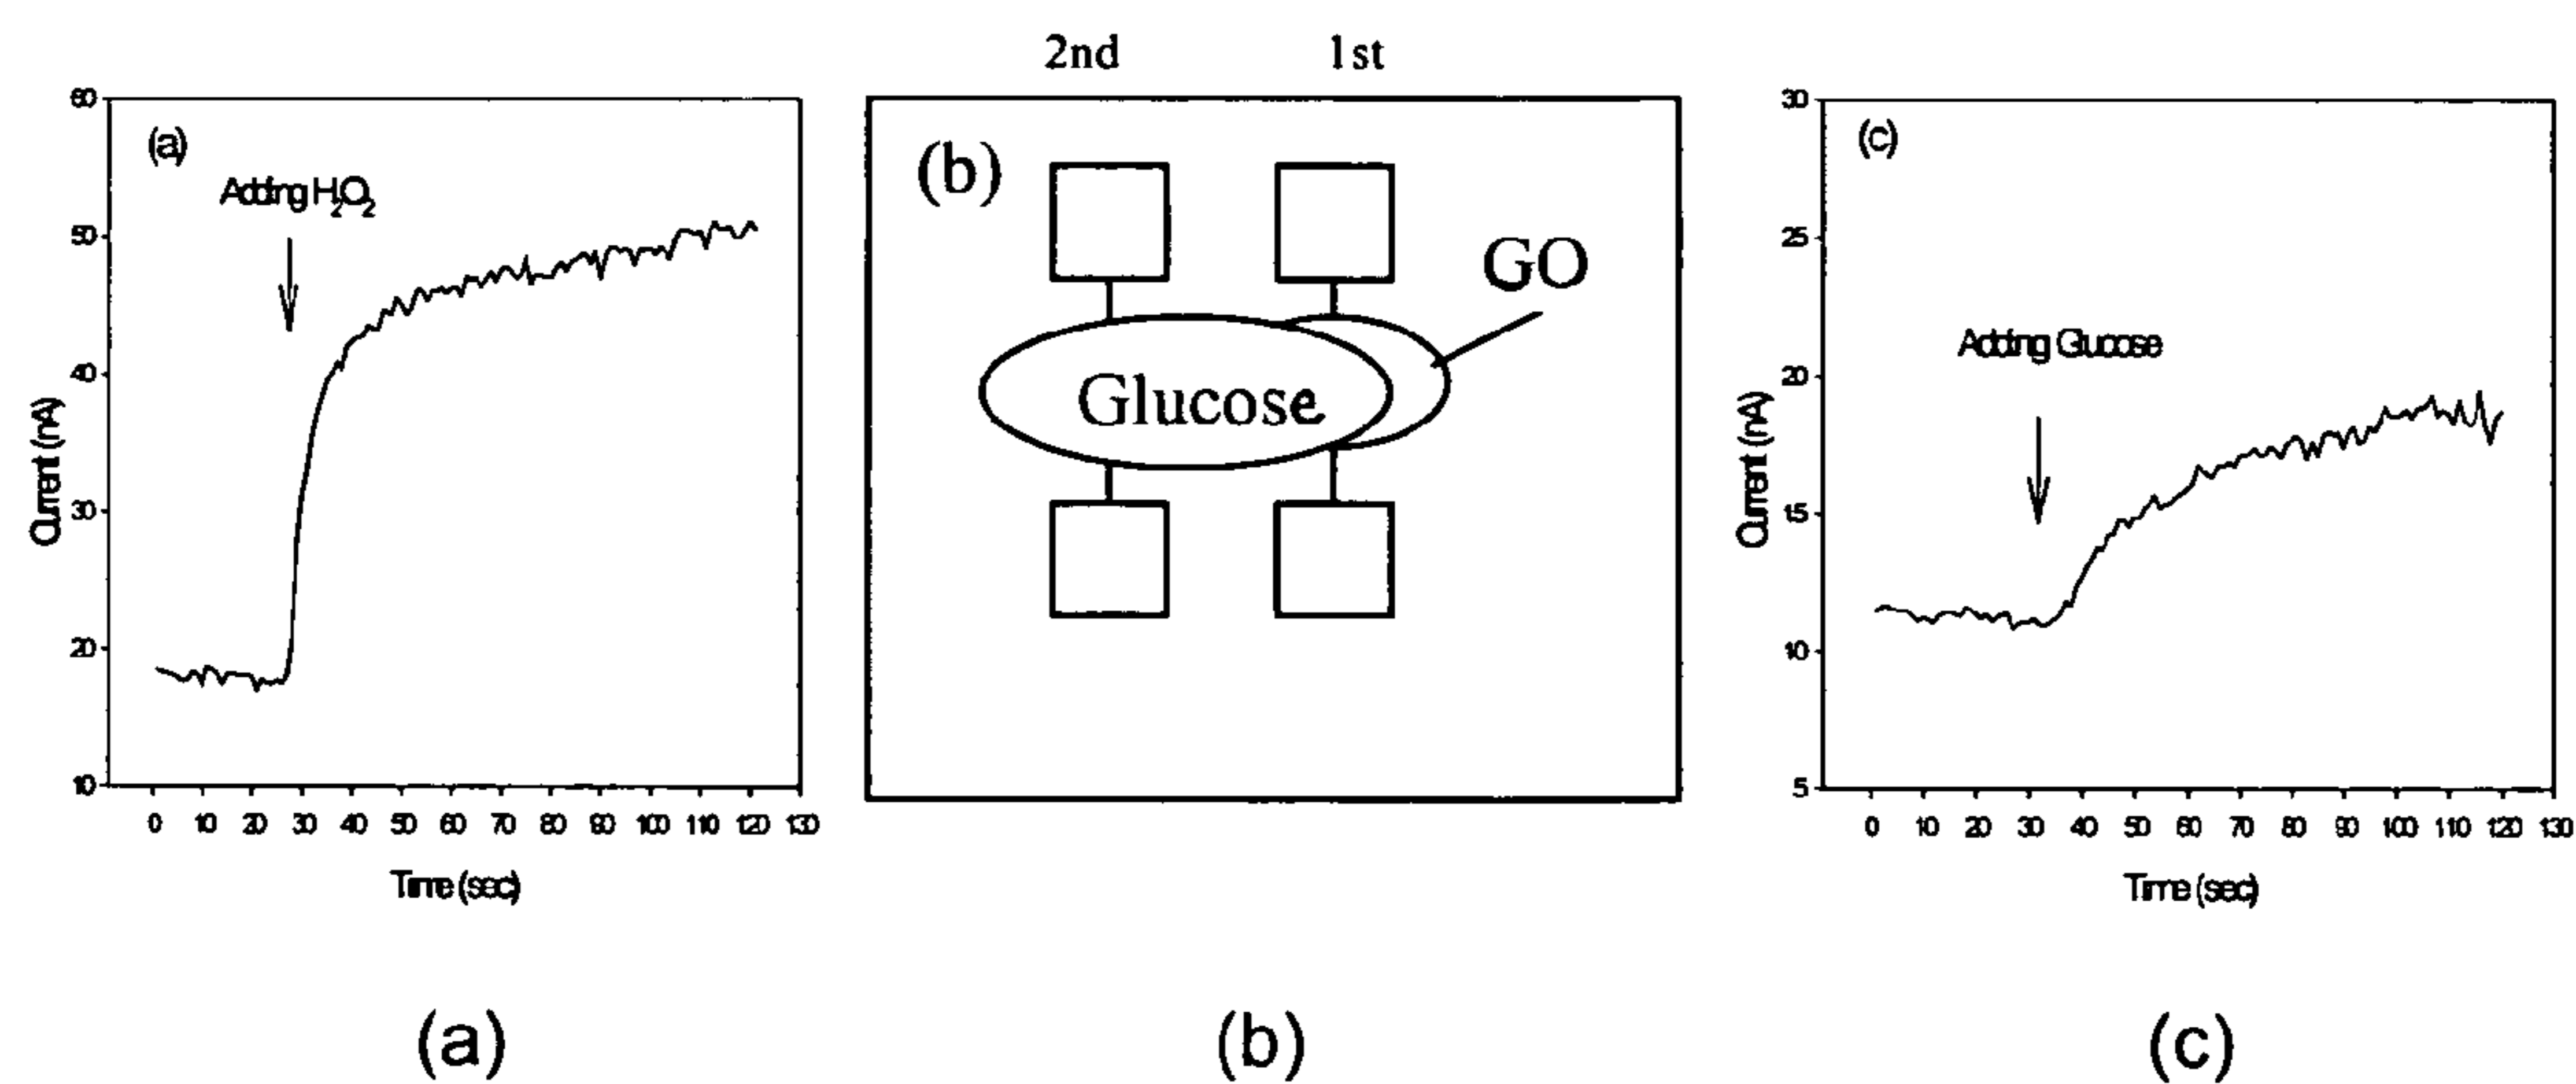 2nd 1st
(a)
Adding H2O2
60
50
40
30
20
10
Current (nA)
0 10 20 30 40 50 60 70 80 90 100 110 120 130
Time (sec)
(b)
GO
Glucose
(c)
Adding Glucose
30
25
20
15
10
5
Current (nA)
0 10 20 30 40 50 60 70 80 90 100 110 120 130
Time (sec)
(a) (b) (c)